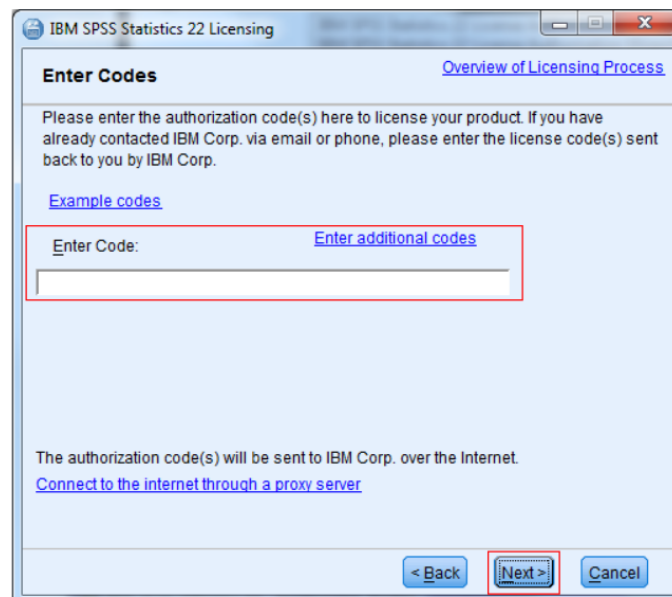 IBM SPSS Statistics 22 Licensing
Enter Codes
Overview of Licensing Process
Please enter the authorization code(s) here to license your product. If you have
already contacted IBM Corp. via email or phone, please enter the license code(s) sent
back to you by IBM Corp.
Example codes
Enter Code:
Enter additional codes
The authorization code(s) will be sent to IBM Corp. over the Internet.
Connect to the internet through a proxy server
< Back
Next >
Cancel